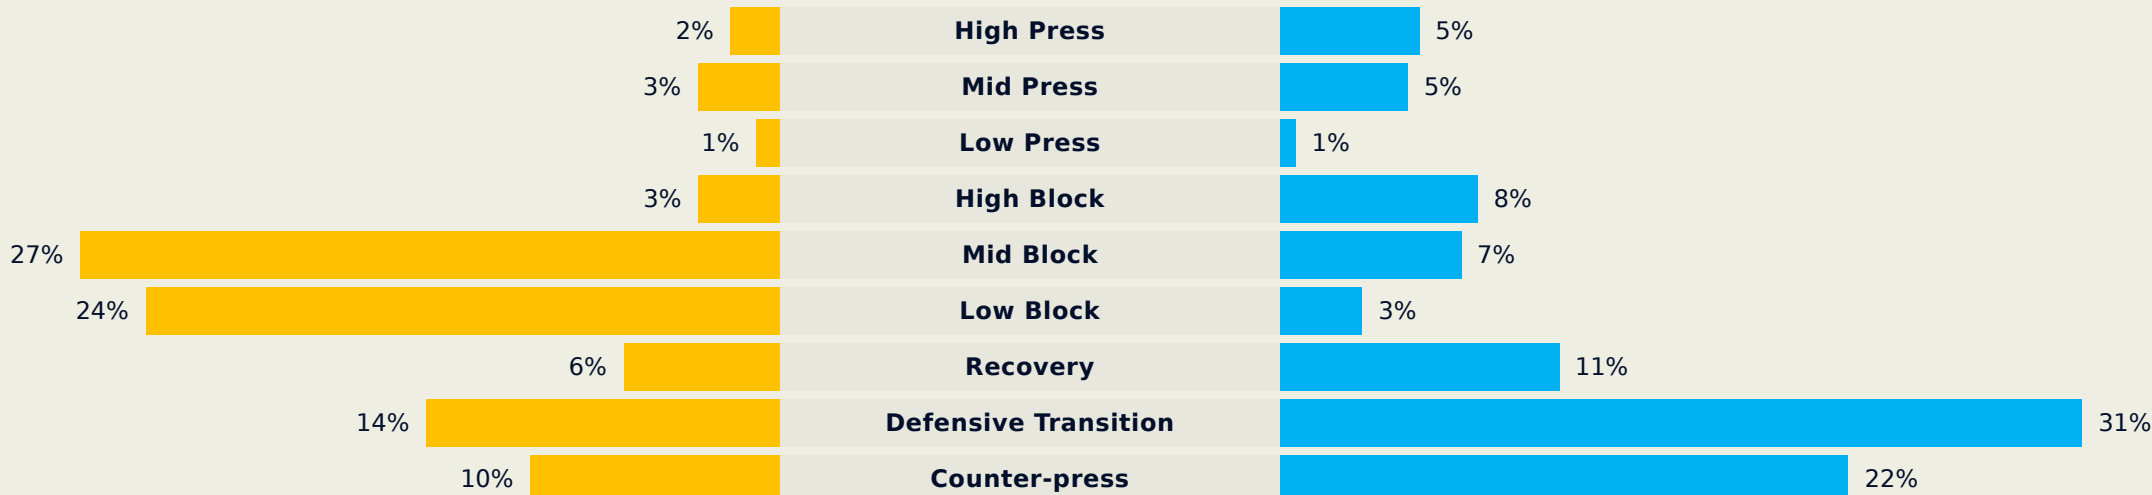 2% High Press 5%
3% Mid Press 5%
1% Low Press 1%
3% High Block 8%
27% Mid Block 7%
24% Low Block 3%
6% Recovery 11%
14% Defensive Transition 31%
10% Counter-press 22%